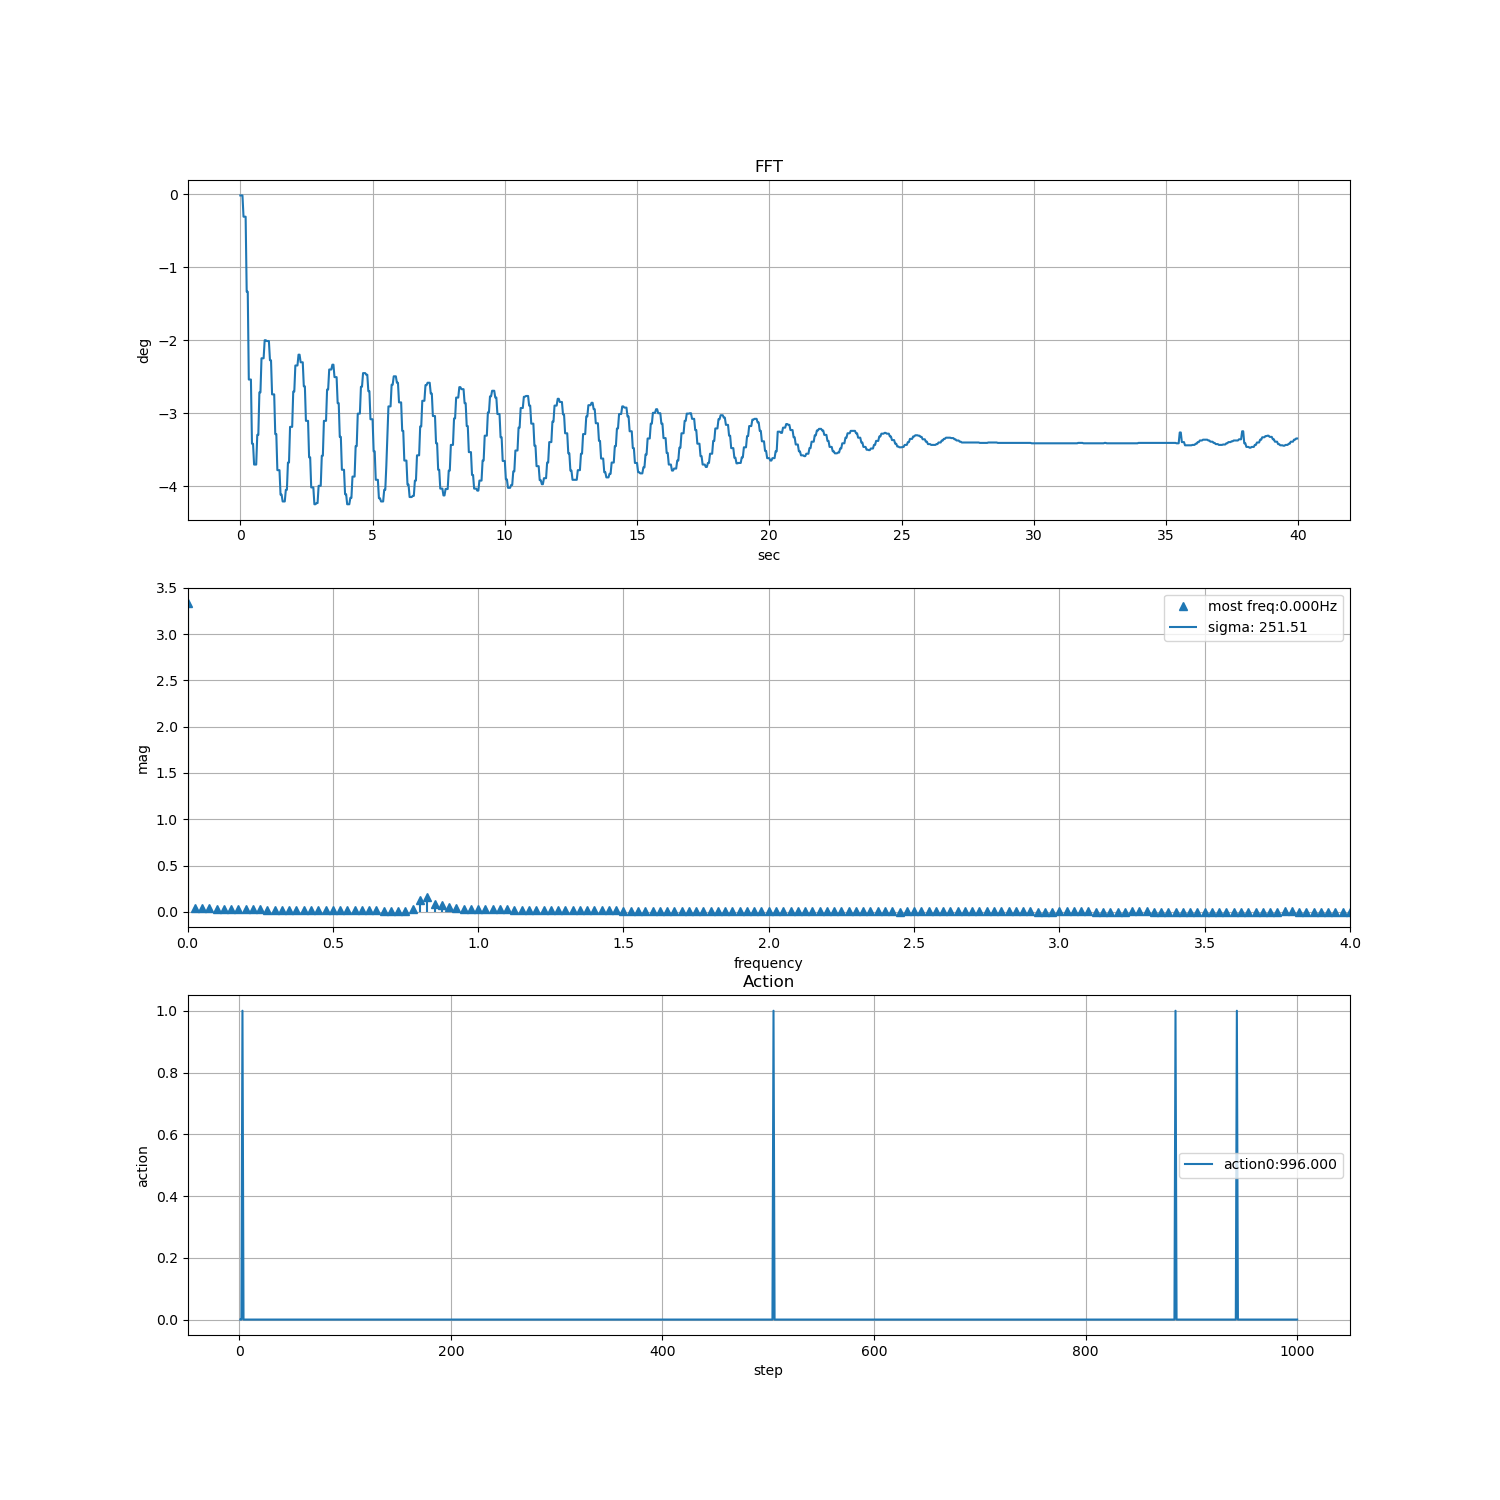 FFT
0
−1
−2
−3
−4
deg
0 5 10 15 20 25 30 35 40
sec
3.5
3.0
2.5
2.0
1.5
1.0
0.5
0.0
mag
most freq:0.000Hz
sigma: 251.51
0.0 0.5 1.0 1.5 2.0 2.5 3.0 3.5 4.0
frequency
Action
1.0
0.8
0.6
0.4
0.2
0.0
action
action0:996.000
0 200 400 600 800 1000
step